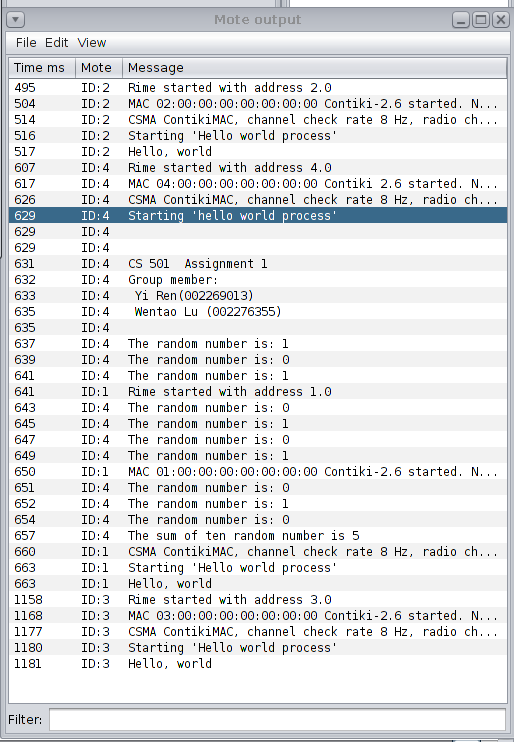 Mote output
File Edit View
Time ms Mote Message
495 ID:2 Rime started with address 2.0
504 ID:2 MAC 02:00:00:00:00:00:00:00 Contiki-2.6 started. N...
514 ID:2 CSMA ContikiMAC, channel check rate 8 Hz, radio ch...
516 ID:2 Starting 'Hello world process'
517 ID:2 Hello, world
607 ID:4 Rime started with address 4.0
617 ID:4 MAC 04:00:00:00:00:00:00:00 Contiki 2.6 started. N...
626 ID:4 CSMA ContikiMAC, channel check rate 8 Hz, radio ch...
629 ID:4 Starting 'hello world process'
629 ID:4
629 ID:4
631 ID:4 CS 501  Assignment 1
632 ID:4 Group member:
633 ID:4 Yi Ren(002269013)
635 ID:4 Wentao Lu (002276355)
635 ID:4
637 ID:4 The random number is: 1
639 ID:4 The random number is: 0
641 ID:4 The random number is: 1
641 ID:1 Rime started with address 1.0
643 ID:4 The random number is: 0
645 ID:4 The random number is: 1
647 ID:4 The random number is: 0
649 ID:4 The random number is: 1
650 ID:1 MAC 01:00:00:00:00:00:00:00 Contiki-2.6 started. N...
651 ID:4 The random number is: 0
652 ID:4 The random number is: 1
654 ID:4 The random number is: 0
657 ID:4 The sum of ten random number is 5
660 ID:1 CSMA ContikiMAC, channel check rate 8 Hz, radio ch...
663 ID:1 Starting 'Hello world process'
663 ID:1 Hello, world
1158 ID:3 Rime started with address 3.0
1168 ID:3 MAC 03:00:00:00:00:00:00:00 Contiki-2.6 started. N...
1177 ID:3 CSMA ContikiMAC, channel check rate 8 Hz, radio ch...
1180 ID:3 Starting 'Hello world process'
1181 ID:3 Hello, world
Filter: